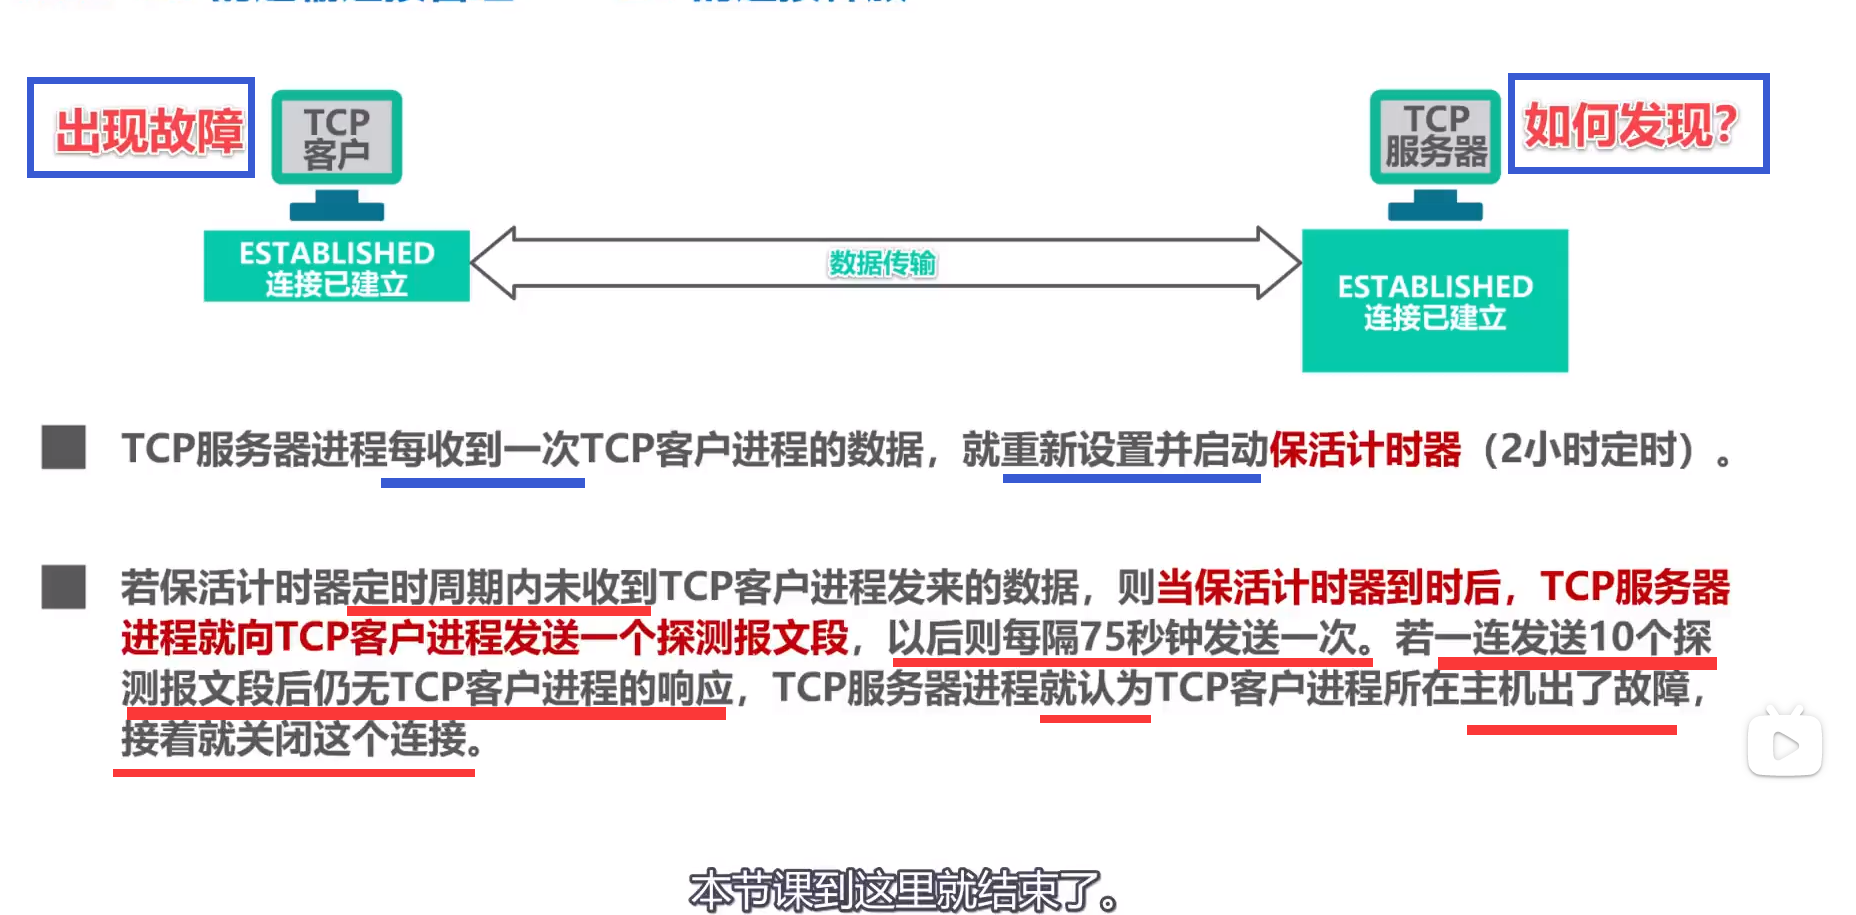 出现故障
TCP
客户
TCP
服务器
如何发现？
ESTABLISHED
连接已建立
数据传输
ESTABLISHED
连接已建立
TCP服务器进程每收到一次TCP客户进程的数据，就重新设置并启动保活计时器（2小时定时）。
若保活计时器定时周期内未收到TCP客户进程发来的数据，则当保活计时器到时后，TCP服务器
进程就向TCP客户进程发送一个探测报文段，以后则每隔75秒钟发送一次。若一连发送10个探
测报文段后仍无TCP客户进程的响应，TCP服务器进程就认为TCP客户进程所在主机出了故障，
接着就关闭这个连接。
本节课到这里就结束了。